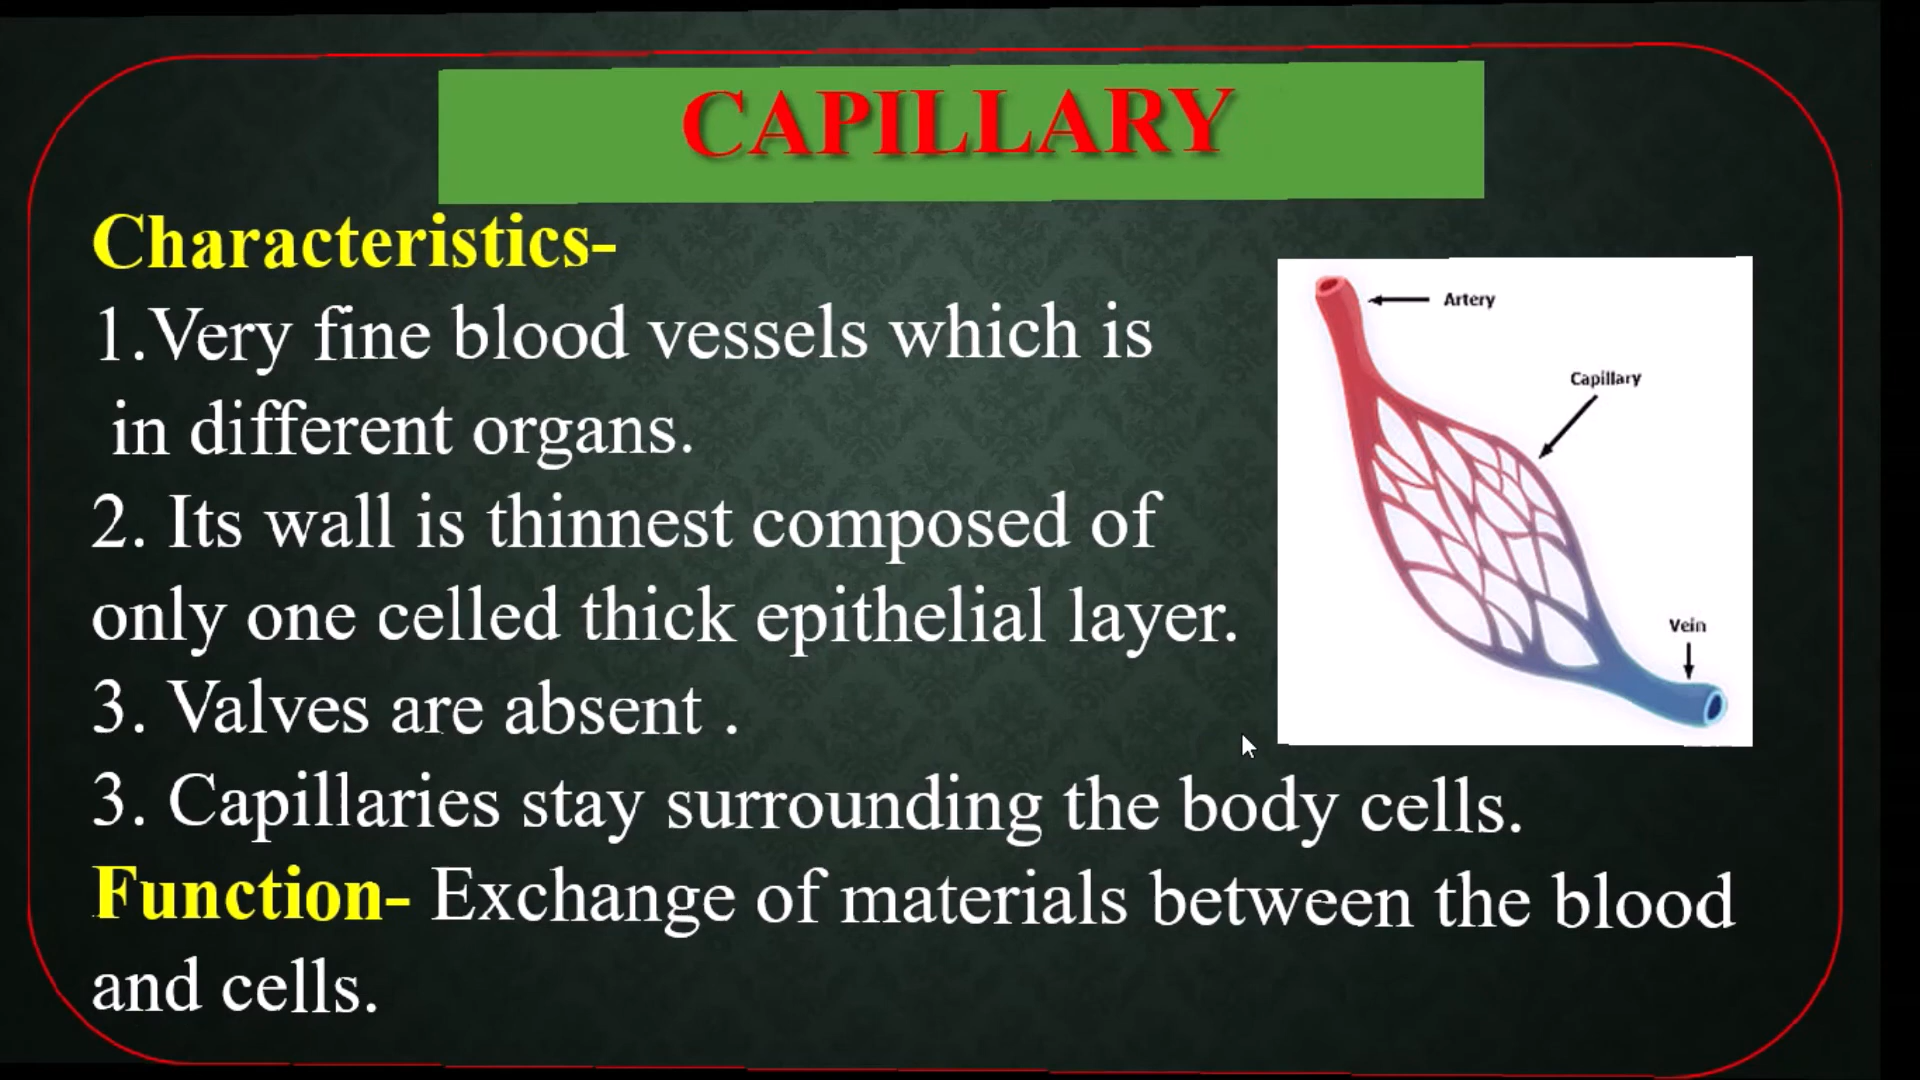 CAPILLARY
Characteristics-
1.Very fine blood vessels which is
in different organs.
2. Its wall is thinnest composed of
only one celled thick epithelial layer.
3. Valves are absent .
3. Capillaries stay surrounding the body cells.
Function- Exchange of materials between the blood
and cells.
Artery
Capillary
Vein